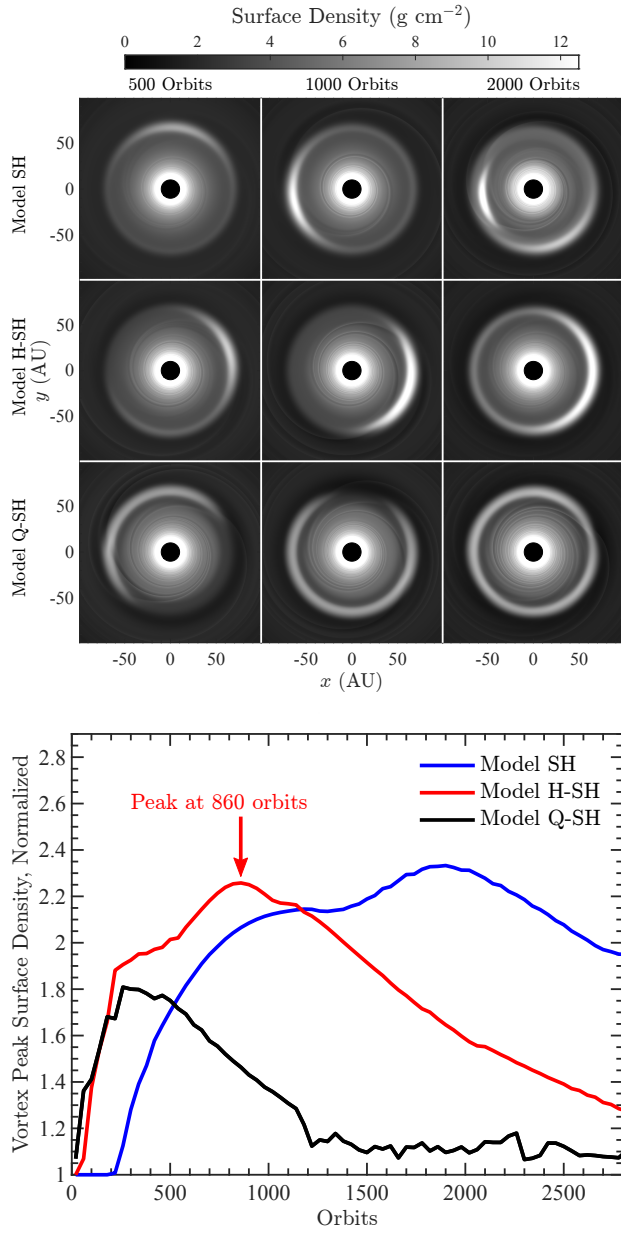 Surface Density (g cm−2)
0 2 4 6 8 10 12
500 Orbits 1000 Orbits 2000 Orbits
Model SH
50
0
-50
Model H-SH
y (AU)
50
0
-50
Model Q-SH
50
0
-50
-50 0 50 -50 0 50 -50 0 50
x (AU) x (AU) x (AU)
Vortex Peak Surface Density, Normalized
2.8
2.6
2.4
2.2
2
1.8
1.6
1.4
1.2
1
Model SH
Model H-SH
Model Q-SH
Peak at 860 orbits
0 500 1000 1500 2000 2500
Orbits